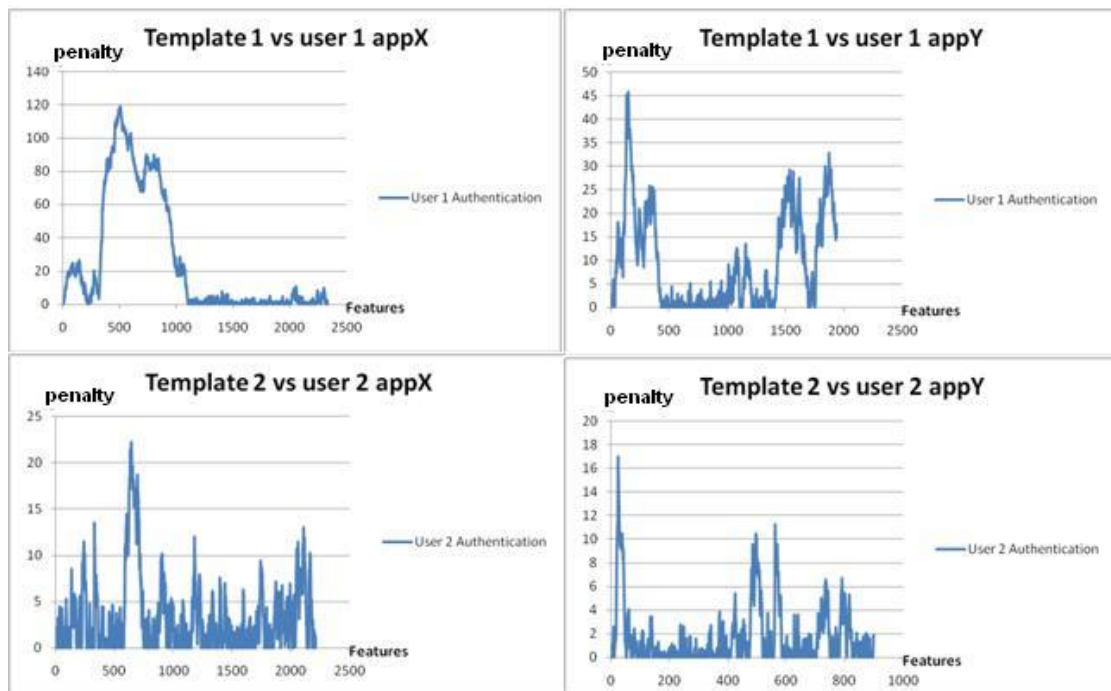 Template 1 vs user 1 appX
penalty
140
120
100
80
60
40
20
0
0 500 1000 1500 2000 2500
Features
User 1 Authentication
Template 1 vs user 1 appY
penalty
50
45
40
35
30
25
20
15
10
5
0
0 500 1000 1500 2000 2500
Features
User 1 Authentication
Template 2 vs user 2 appX
penalty
25
20
15
10
5
0
0 500 1000 1500 2000 2500
Features
User 2 Authentication
Template 2 vs user 2 appY
penalty
20
18
16
14
12
10
8
6
4
2
0
0 200 400 600 800 1000
Features
User 2 Authentication